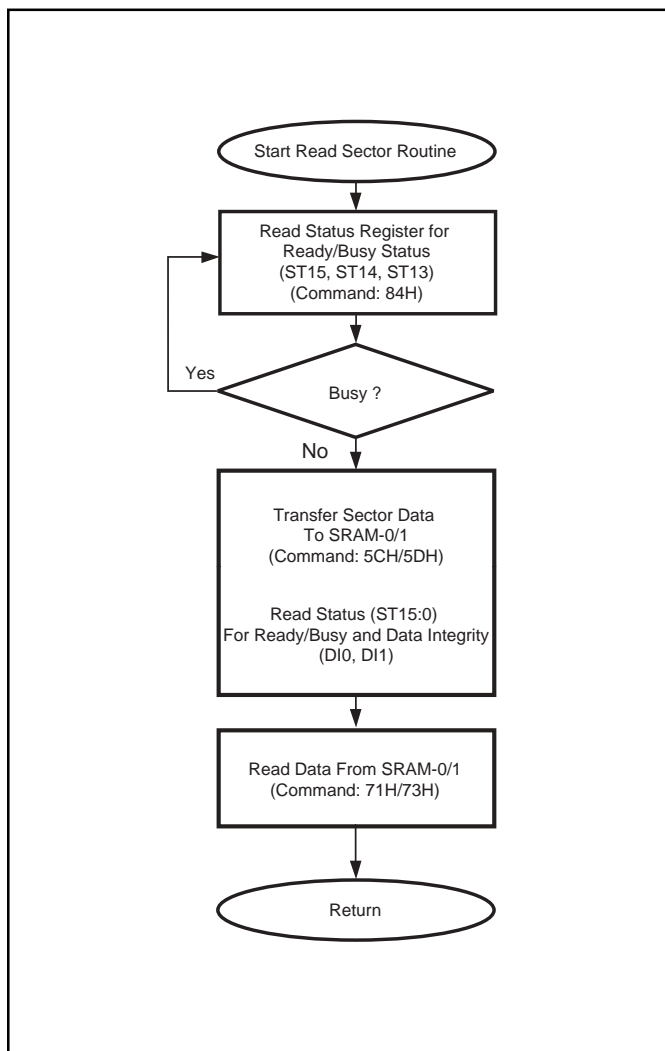 Start Read Sector Routine
Read Status Register for
Ready/Busy Status
(ST15, ST14, ST13)
(Command: 84H)
Yes
Busy ?
No
Transfer Sector Data
To SRAM-0/1
(Command: 5CH/5DH)
Read Status (ST15:0)
For Ready/Busy and Data Integrity
(DI0, DI1)
Read Data From SRAM-0/1
(Command: 71H/73H)
Return